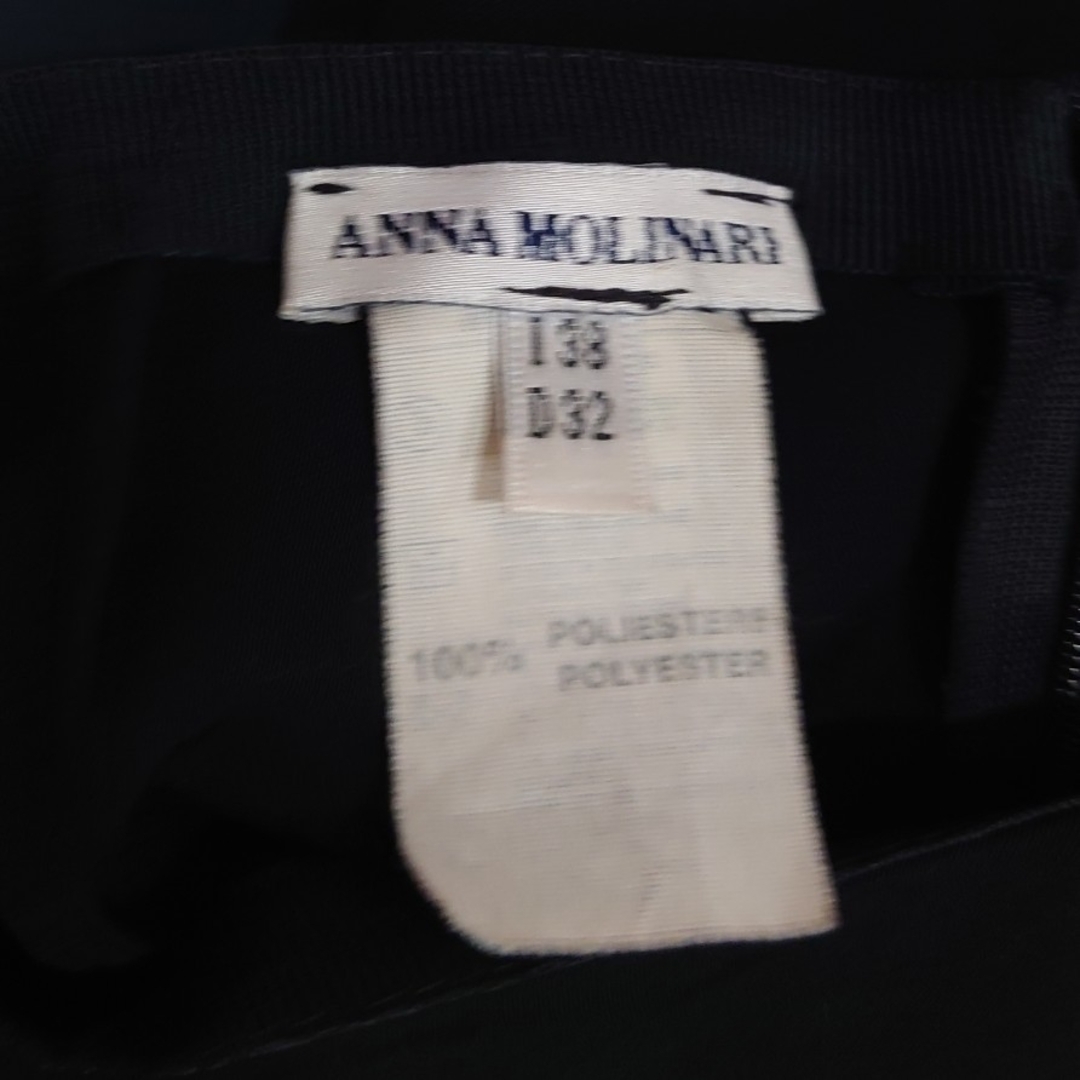 ANNA MOLINARI
I 38
D 32
100% POLIESTERE
POLYESTER